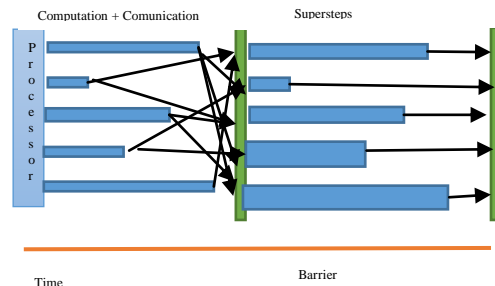 Computation + Comunication
Supersteps
P
r
o
c
e
s
s
o
r
Time
Barrier